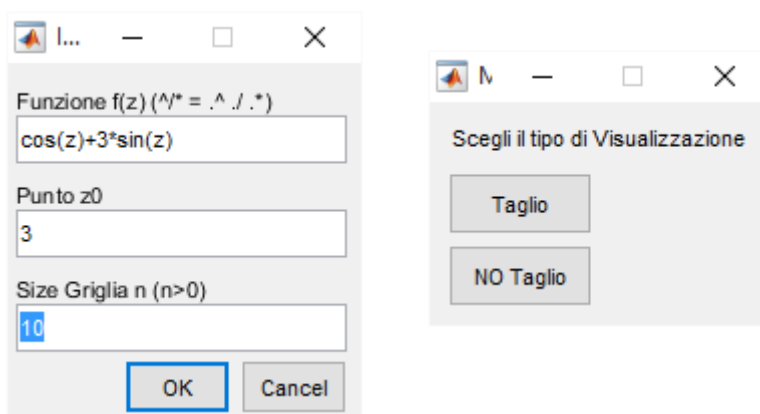 I...
Funzione f(z) (^/* = .^ ./ .*)
cos(z)+3*sin(z)
Punto z0
3
Size Griglia n (n>0)
10
OK
Cancel
Scegli il tipo di Visualizzazione
Taglio
NO Taglio